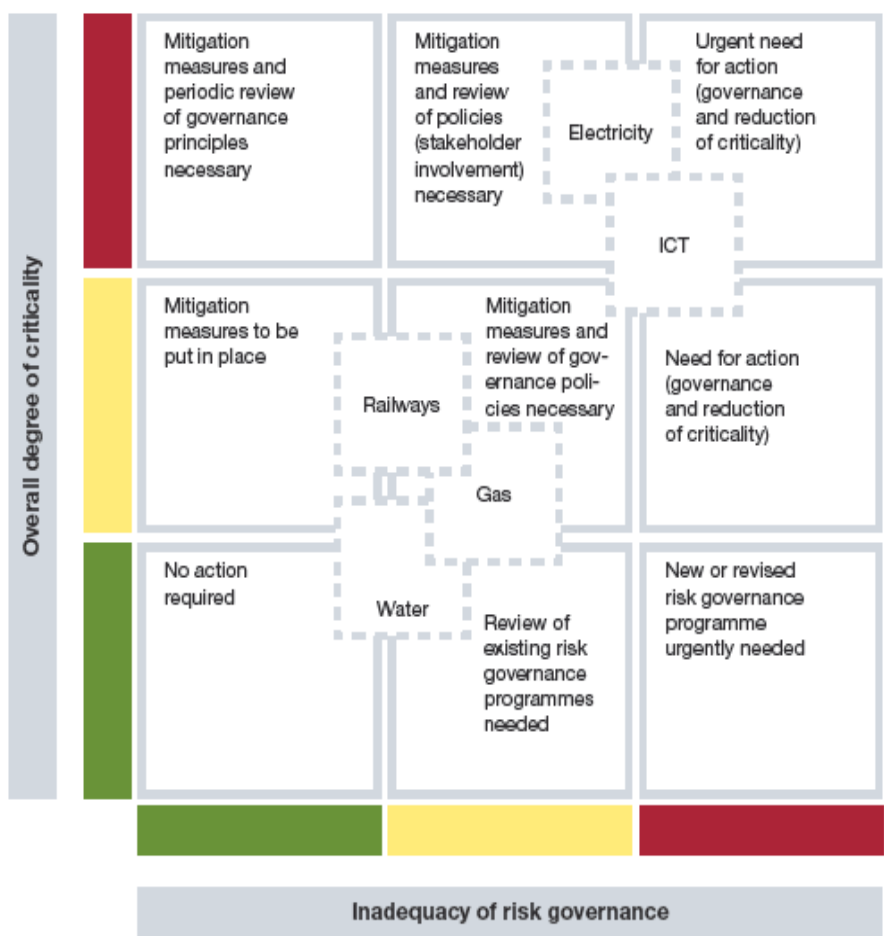 Overall degree of criticality
Mitigation
measures and
periodic review
of governance
principles
necessary
Mitigation
measures
and review
of policies
(stakeholder
involvement)
necessary
Electricity
Urgent need
for action
(governance
and reduction
of criticality)
ICT
Mitigation
measures to be
put in place
Railways
Mitigation
measures and
review of gov-
ernance poli-
cies necessary
Gas
Need for action
(governance
and reduction
of criticality)
No action
required
Water
Review of
existing risk
governance
programmes
needed
New or revised
risk governance
programme
urgently needed
Inadequacy of risk governance